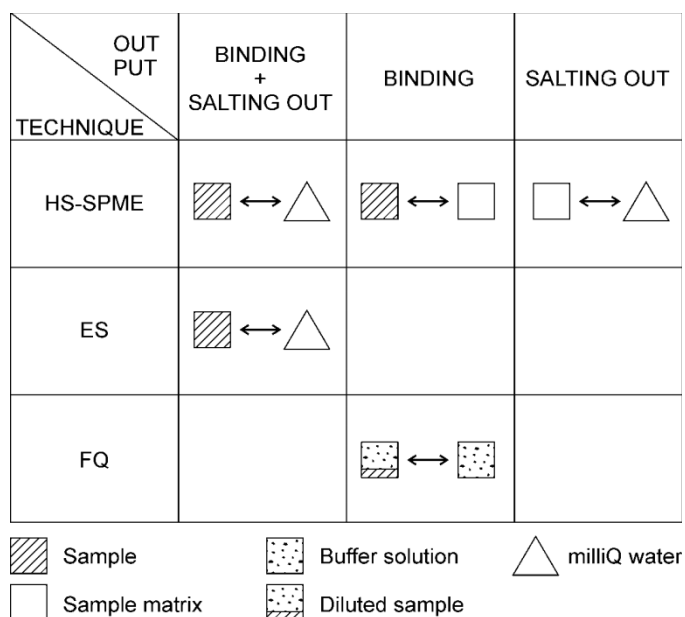 OUT
PUT
TECHNIQUE
BINDING
+
SALTING OUT
BINDING
SALTING OUT
HS-SPME
ES
FQ
Sample
Buffer solution
milliQ water
Sample matrix
Diluted sample